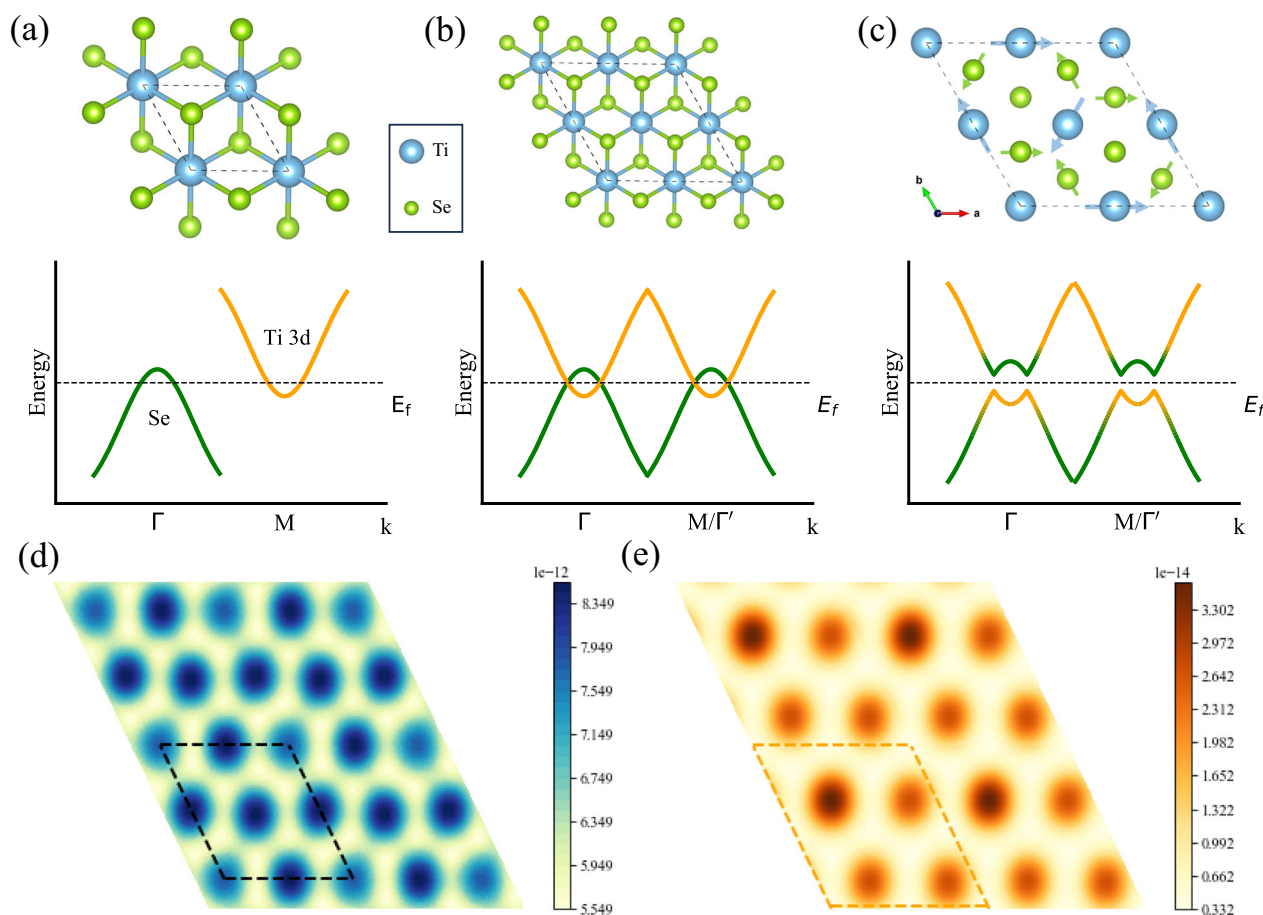 (a)
(b)
(c)
Ti
Se
b
a
Energy
Ti 3d
Se
E_f
Γ
M
k
Energy
E_f
Γ
M/Γ′
k
Energy
E_f
Γ
M/Γ′
k
(d)
(e)
1e−12
8.349
7.949
7.549
7.149
6.749
6.349
5.949
5.549
1e−14
3.302
2.972
2.642
2.312
1.982
1.652
1.322
0.992
0.662
0.332